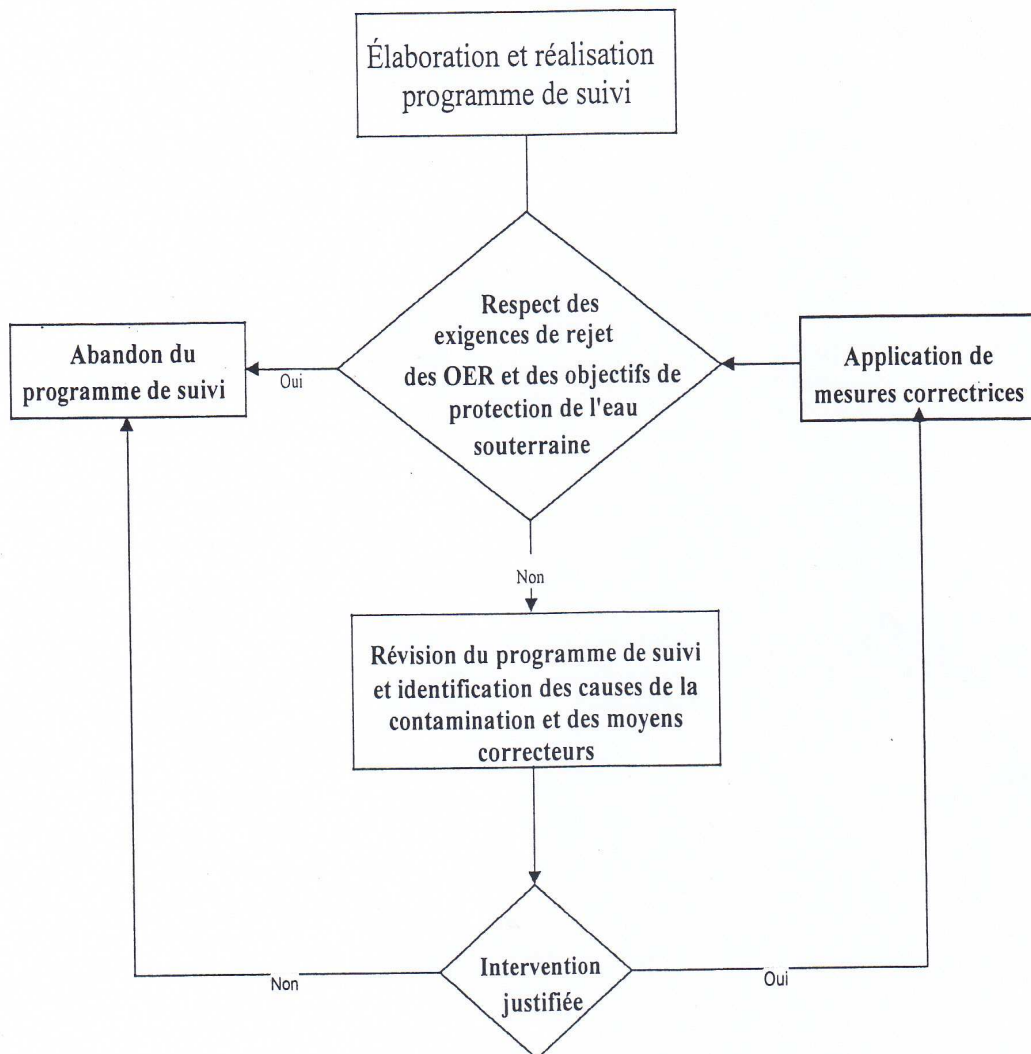 Élaboration et réalisation
programme de suivi
Respect des
exigences de rejet
des OER et des objectifs de
protection de l'eau
souterraine
Oui
Abandon du
programme de suivi
Application de
mesures correctrices
Non
Révision du programme de suivi
et identification des causes de la
contamination et des moyens
correcteurs
Intervention
justifiée
Non
Oui